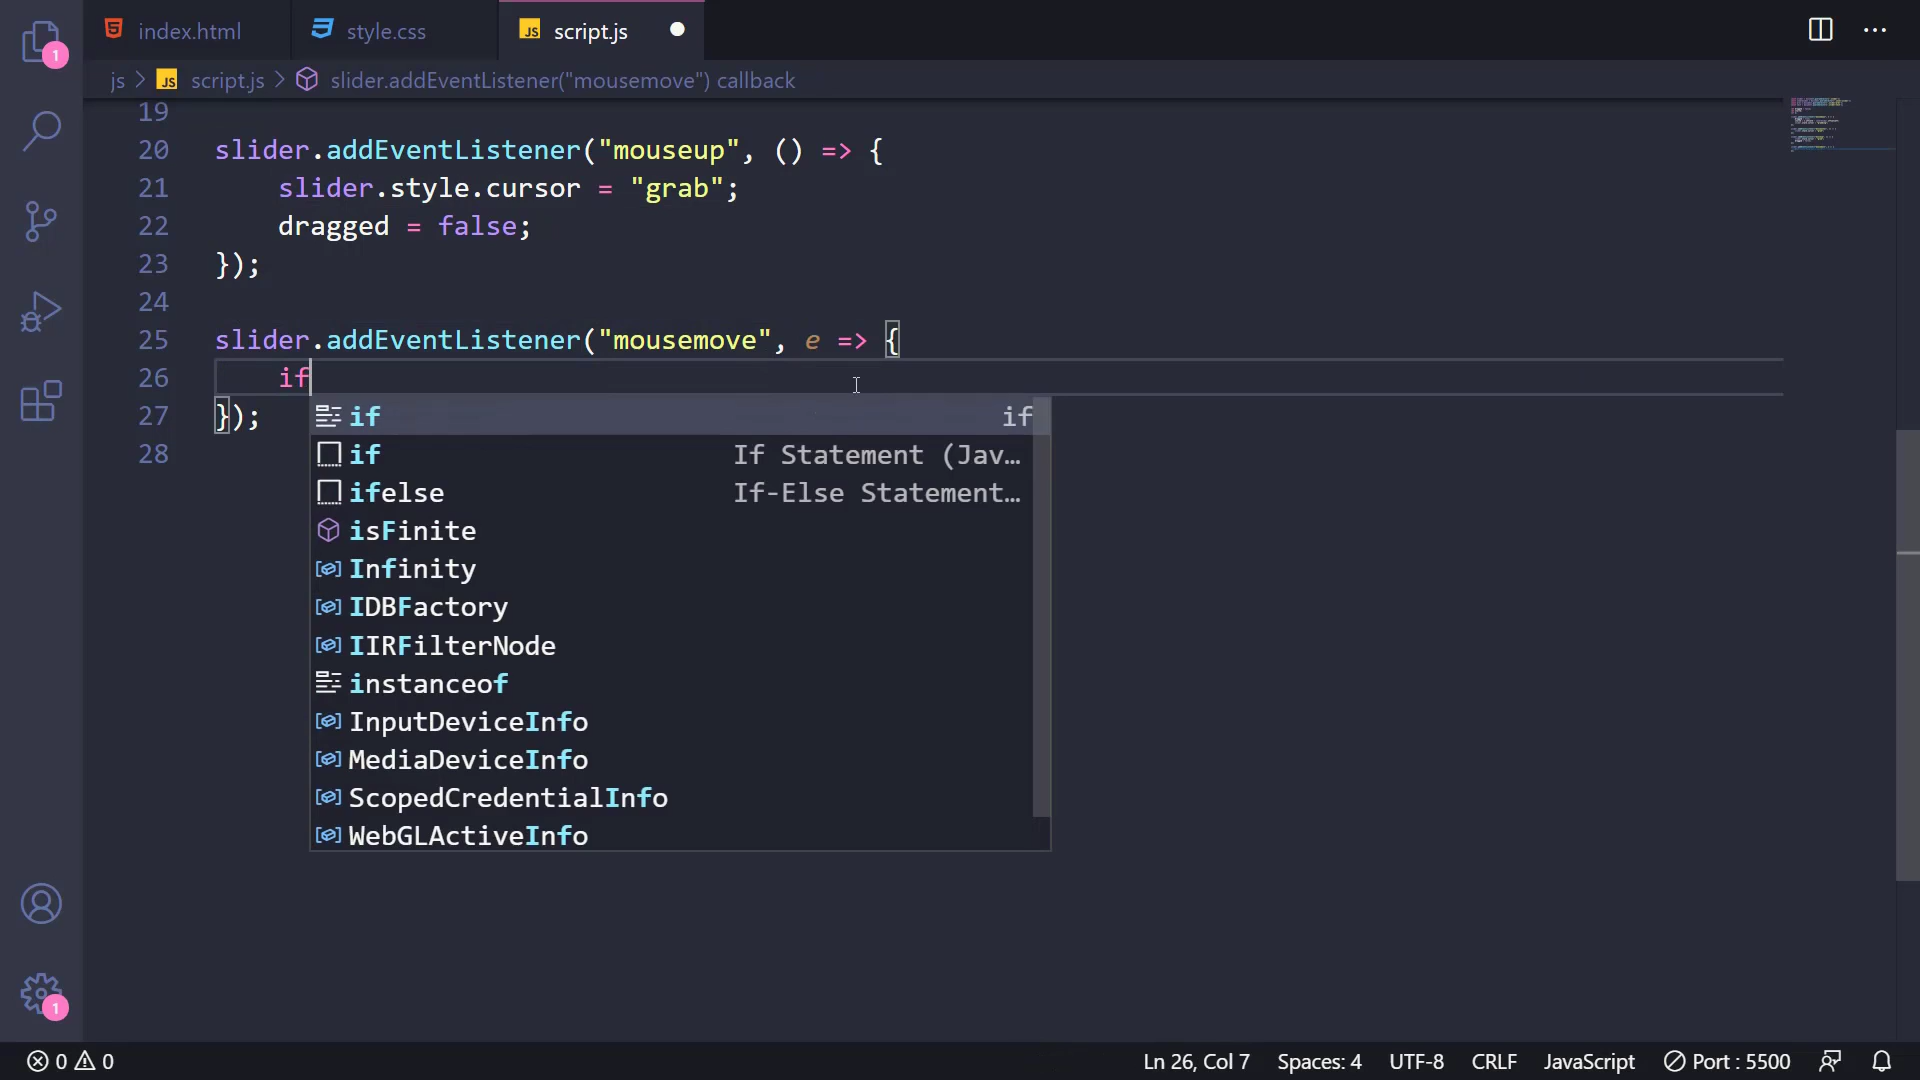 1
index.html
style.css
JS script.js
js > JS script.js > slider.addEventListener("mousemove") callback
19
20 slider.addEventListener("mouseup", () => {
21 slider.style.cursor = "grab";
22 dragged = false;
23 });
24
25 slider.addEventListener("mousemove", e => {
26 if
27 });
28
if if
if If Statement (Jav…
ifelse If-Else Statement…
isFinite
Infinity
IDBFactory
IIRFilterNode
instanceof
InputDeviceInfo
MediaDeviceInfo
ScopedCredentialInfo
WebGLActiveInfo
1
0 0 Ln 26, Col 7 Spaces: 4 UTF-8 CRLF JavaScript Port : 5500